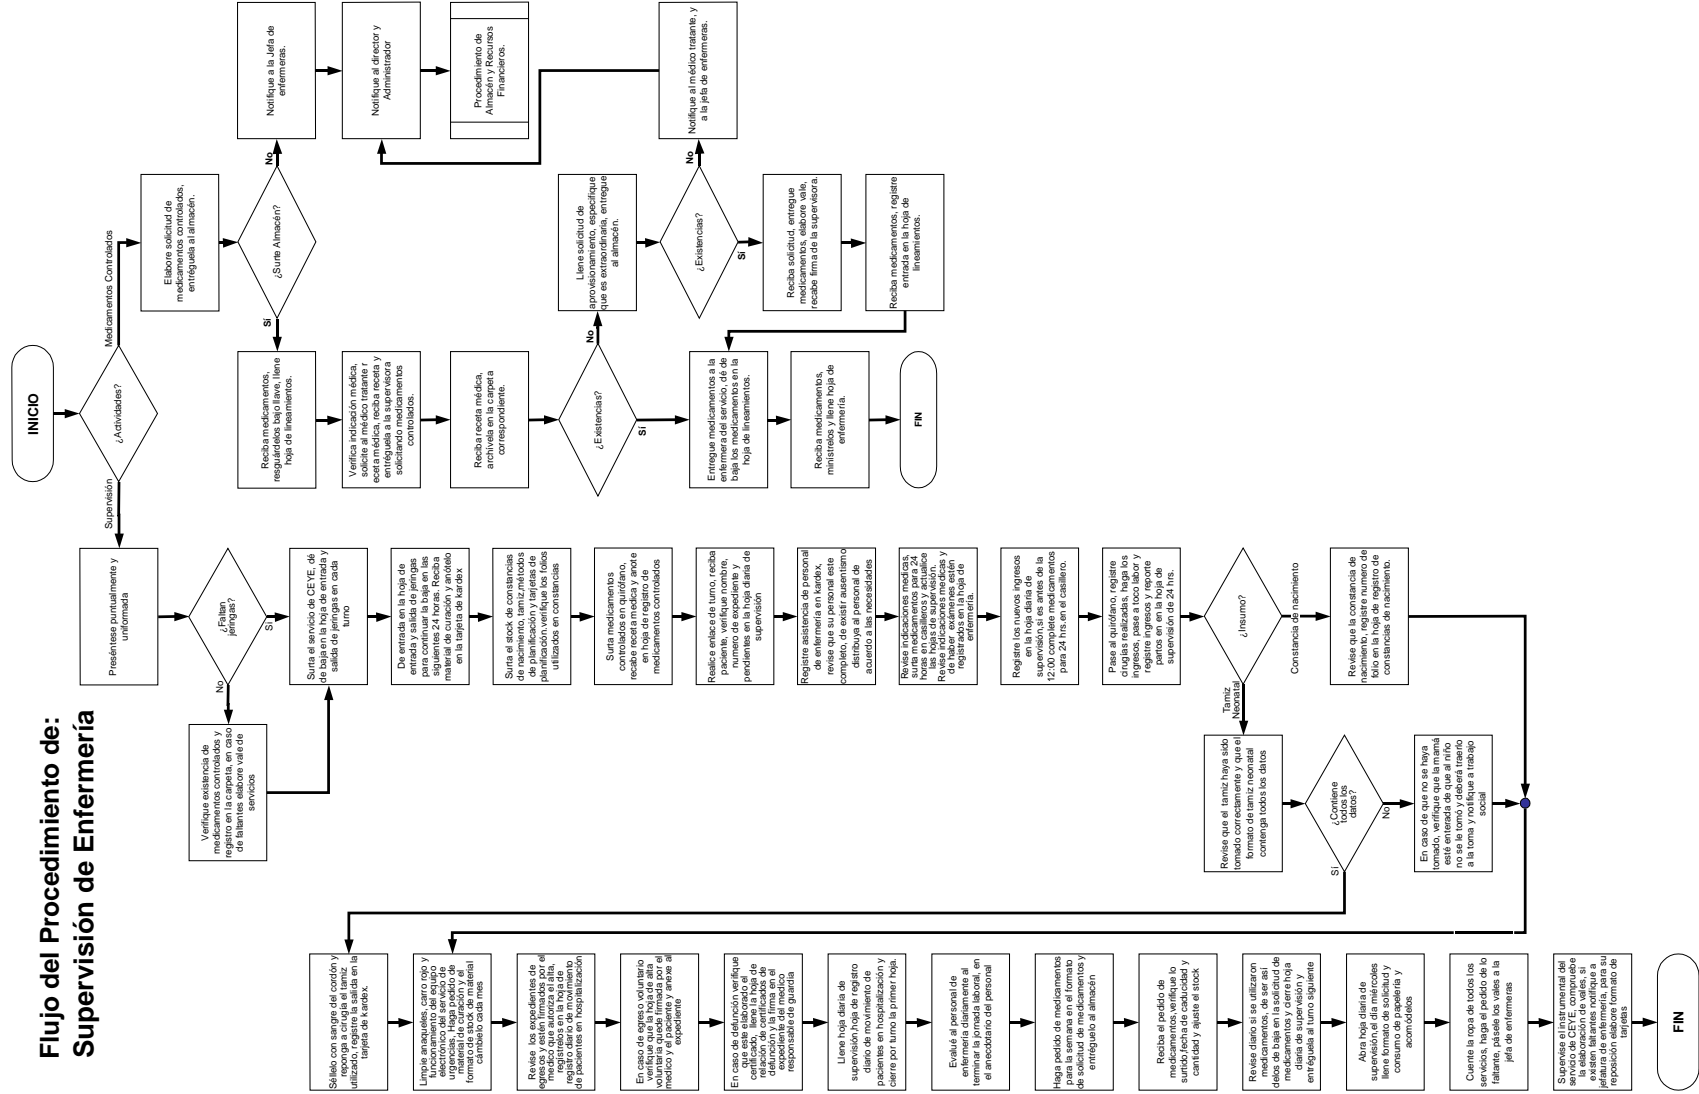 Flujo del Procedimiento de:
Supervisión de Enfermería
INICIO
¿Actividades?
Supervisión
Medicamentos Controlados
Elabore solicitud de
medicamentos controlados,
entréguela al almacén.
¿Surte Almacén?
No
Notifique a la Jefa de
enfermeras.
Notifique al director y
Administrador
Procedimiento de
Almacén y Recursos
Financieros.
Sí
Reciba medicamentos,
resguárdelos bajo llave, llene
hoja de lineamientos.
Verifica indicación médica,
solicite al médico tratante r
eceta médica, reciba receta y
entréguela a la supervisora
solicitando medicamentos
controlados.
Reciba receta médica,
archívela en la carpeta
correspondiente.
¿Existencias?
No
Llene solicitud de
aprovisionamiento, especifique
que es extraordinaria, entregue
al almacén.
¿Existencias?
No
Notifique al médico tratante, y
a la jefa de enfermeras.
Sí
Reciba solicitud, entregue
medicamentos, elabore vale,
recabe firma de la supervisora.
Reciba medicamentos, registre
entrada en la hoja de
lineamientos.
Sí
Entregue medicamentos a la
enfermera del servicio, dé de
baja los medicamentos en la
hoja de lineamientos.
Reciba medicamentos,
minístrelos y llene hoja de
enfermería.
FIN
Preséntese puntualmente y
uniformada
¿Faltan
jeringas?
No
Verifique existencia de
medicamentos controlados y
registro en la carpeta, en caso
de faltantes elabore vale de
servicios
Sí
Surta el servicio de CEYE, dé
de baja en la hoja de entrada y
salida de jeringas en cada
turno
De entrada en la hoja de
entrada y salida de jeringas
para continuar la baja en las
siguientes 24 horas. Reciba
material de curación y anótelo
en la tarjeta de kardex
Surta el stock de constancias
de nacimiento, tamiz,métodos
de planificación y tarjetas de
planificación.verifique los folios
utilizados en constancias
Surta medicamentos
controlados en quirófano,
recabe receta medica y anote
en hoja de registro de
medicamentos controlados
Realice enlace de turno, reciba
paciente, verifique nombre,
numero de expediente y
pendientes en la hoja diaria de
supervisión
Registre asistencia de personal
de enfermería en kardex,
revise que su personal este
completo, de existir ausentismo
distribuya al personal de
acuerdo a las necesidades
Revise indicaciones medicas,
surta medicamentos para 24
horas en casilleros y actualice
las hojas de supervisión.
Revise indicaciones medicas y
de haber exámenes estén
registrados en la hoja de
enfermería.
Registre los nuevos ingresos
en la hoja diaria de
supervisión,si es antes de la
12:00 complete medicamentos
para 24 hrs.en el casillero.
Pase al quirófano, registre
cirugías realizadas, haga los
ingresos, pase a toco labor y
registre ingresos y reporte
partos en en la hoja de
supervisión de 24 hrs.
¿Insumo?
Tamiz
Neonatal
Constancia de nacimiento
Revise que la constancia de
nacimiento, registre numero de
folio en la hoja de registro de
constancias de nacimiento.
Revise que el tamiz haya sido
tomado correctamente y que el
formato de tamiz neonatal
contenga todos los datos
¿Contiene
todos los
datos?
Sí
No
En caso de que no se haya
tomado, verifique que la mamá
esté enterada de que al niño
no se le tomó y deberá traerlo
a la toma y notifique a trabajo
social
Séllelo con sangre del cordón y
reponga a cirugía el tamiz
utilizado, registre la salida en la
tarjeta de kardex.
Limpie anaqueles, carro rojo y
funcionamiento del equipo
electrónico del servicio de
urgencias, Haga pedido de
material de curación y el
formato de stock de material
cámbielo cada mes
Revise los expedientes de
egresos y estén firmados por el
medico que autoriza el alta,
regístrelos en la hoja de
registro diario de movimiento
de pacientes en hospitalización
En caso de egreso voluntario
verifique que la hoja de alta
voluntaria quede firmada por el
medico y el paciente y anexe al
expediente
En caso de defunción verifique
que este elaborado el
certificado, llene la hoja de
relación de certificados de
defunción y la firma en el
expediente del medico
responsable de guardia
Llene hoja diaria de
supervisión,hoja de registro
diario de movimiento de
pacientes en hospitalización y
cierre por turno la primer hoja.
Evalué al personal de
enfermería diariamente al
terminar la jornada laboral, en
el anecdotario del personal
Haga pedido de medicamentos
para la semana en el formato
de solicitud de medicamentos y
entréguelo al almacén
Reciba el pedido de
medicamentos,verifique lo
surtido,fecha de caducidad y
cantidad y ajuste el stock
Revise diario si se utilizaron
medicamentos, de ser así
delos de baja en la solicitud de
medicamentos y cierre hoja
diaria de supervisión y
entréguela al turno siguiente
Abra hoja diaria de
supervisión,el día miércoles
llene formato de solicitud y
consumo de papelería y
acomódelos
Cuente la ropa de todos los
servicios, haga el pedido de lo
faltante, páselo los vales a la
jefa de enfermeras
Supervise el instrumental del
servicio de CEYE, compruebe
la elaboración de vales, si
existen faltantes notifique a
jefatura de enfermería, para su
reposición elabore formato de
tarjetas
FIN